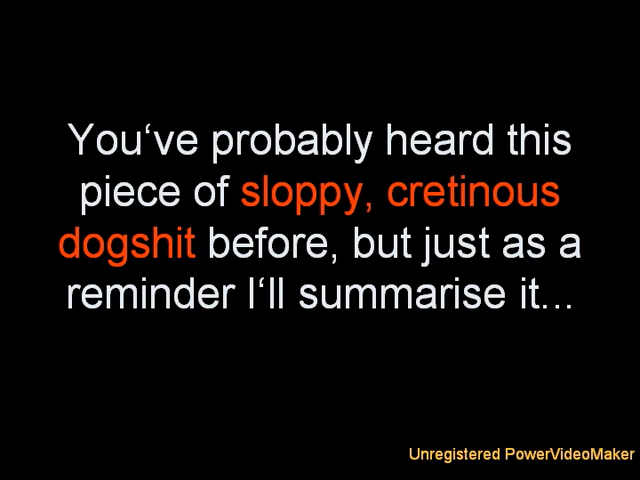 You‘ve probably heard this
piece of sloppy, cretinous
dogshit before, but just as a
reminder I‘ll summarise it...
Unregistered PowerVideoMaker